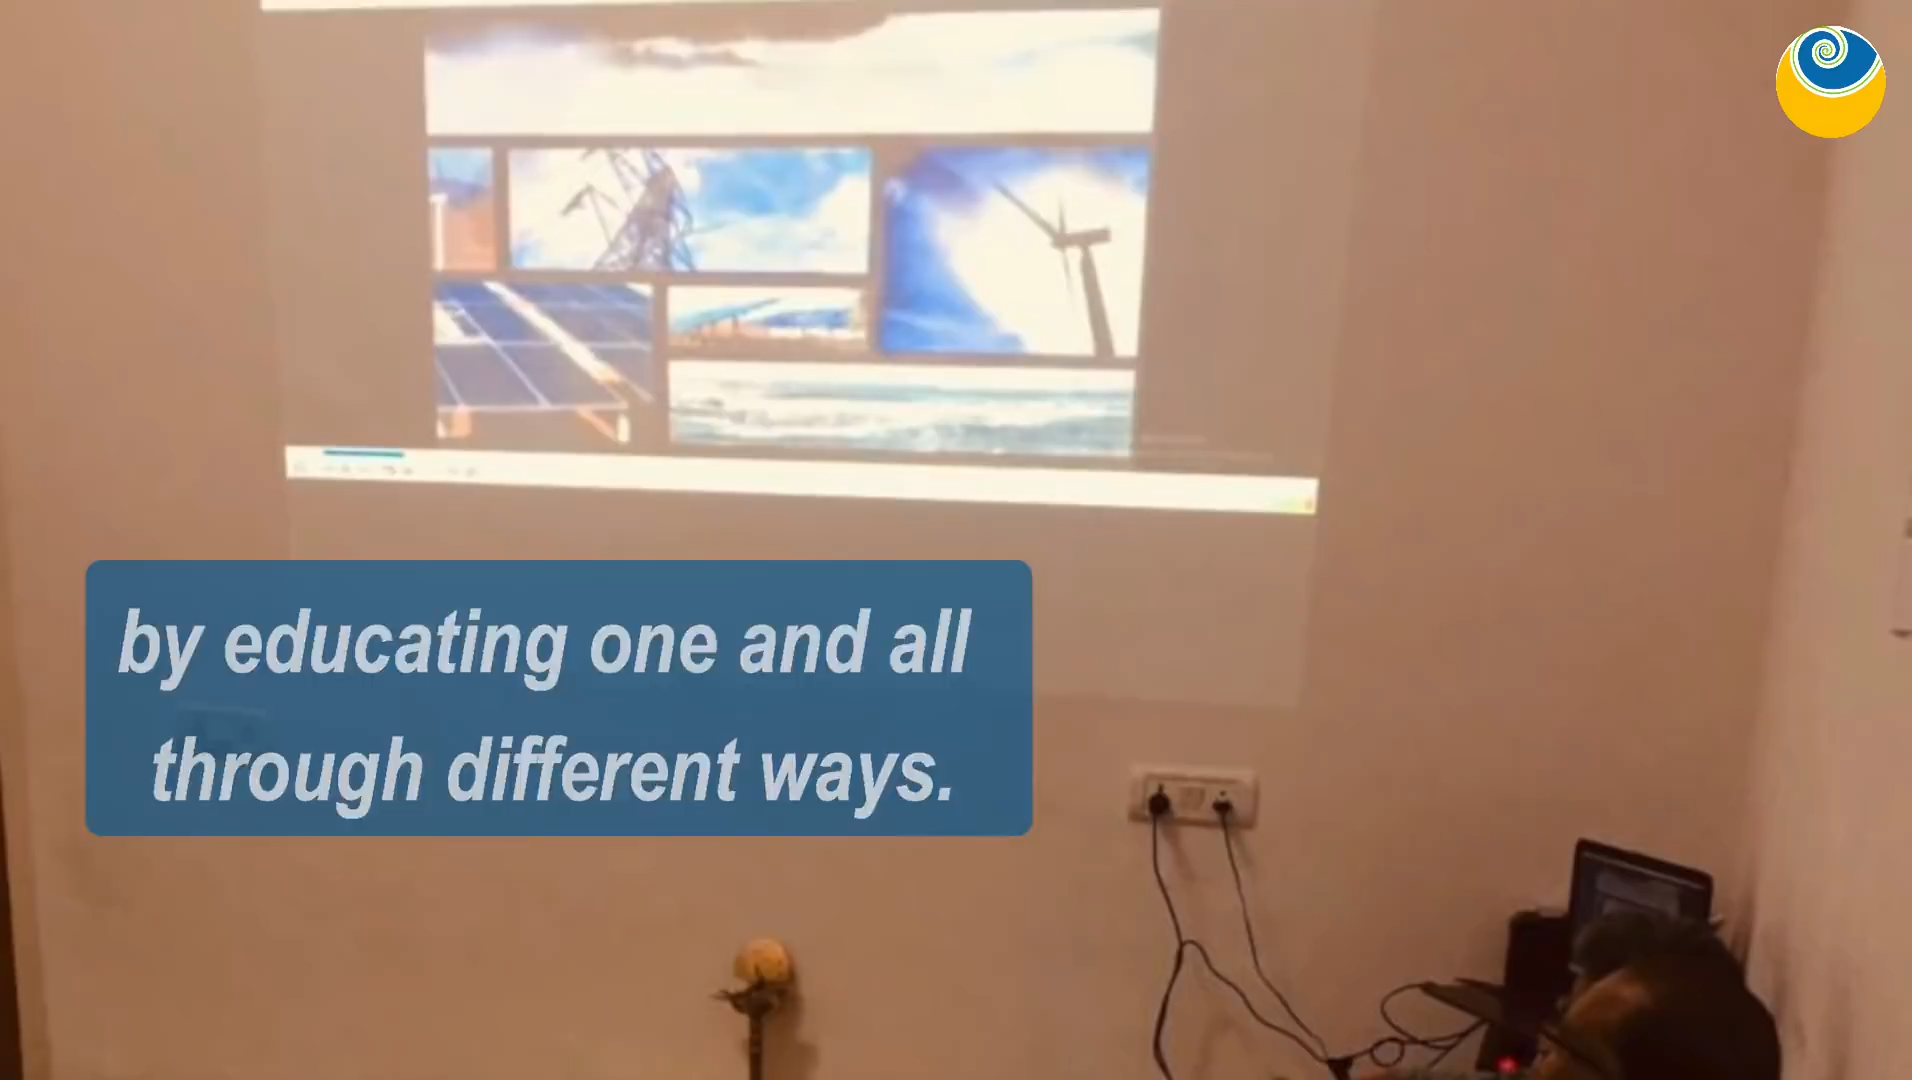 by educating one and all
through different ways.